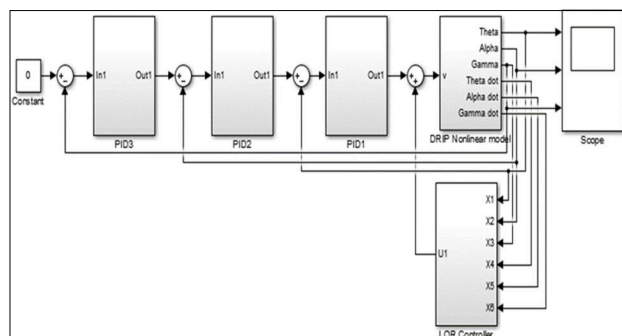 0
Constant
In1 Out1
PID3
In1 Out1
PID2
In1 Out1
PID1
v
Theta
Alpha
Gamma
Theta dot
Alpha dot
Gamma dot
DRIP Nonlinear model
Scope
U1
X1
X2
X3
X4
X5
X6
LQR Controller